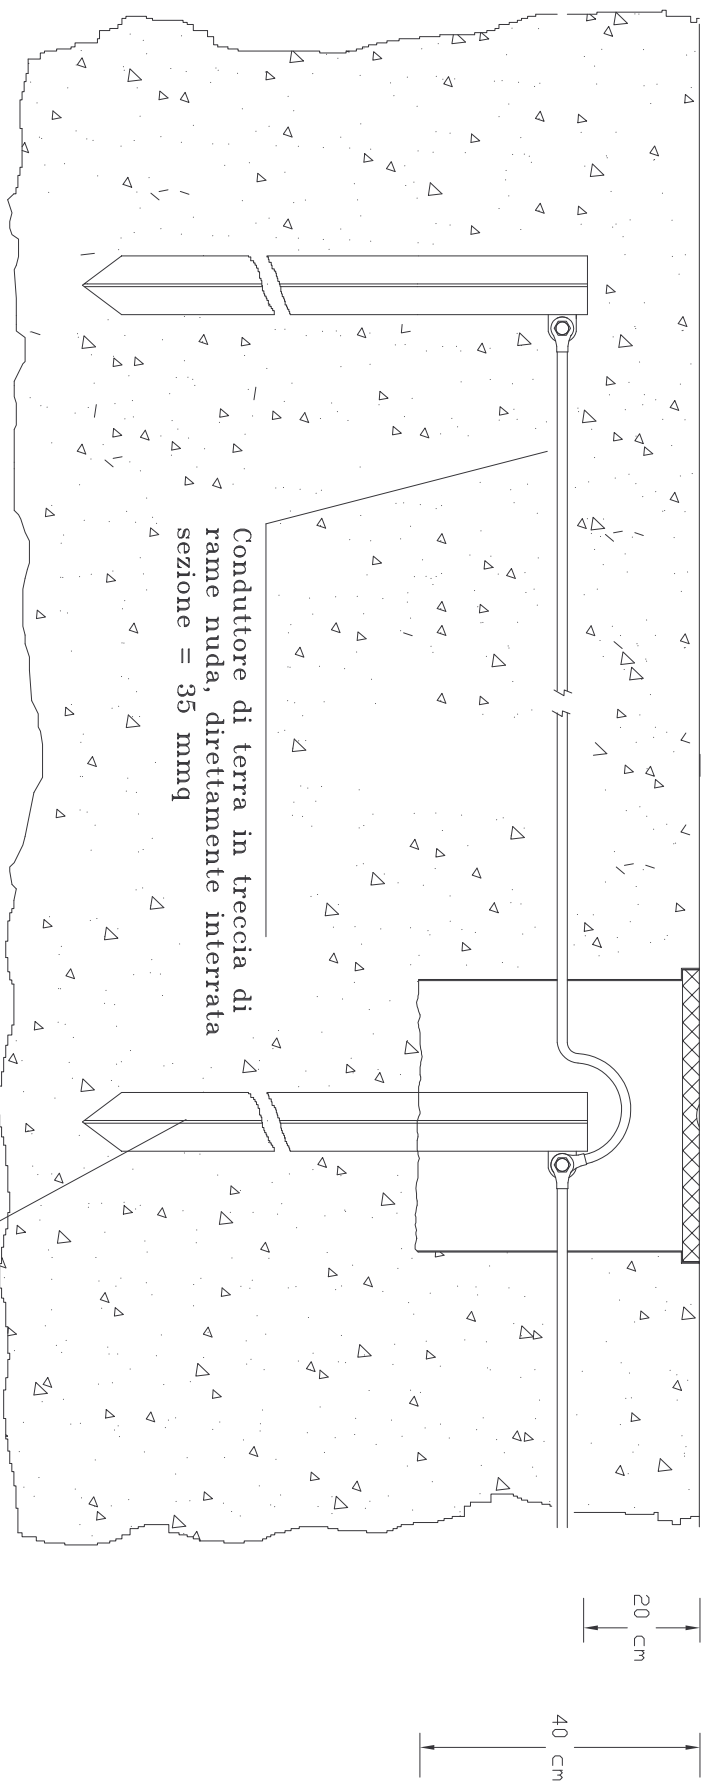 Conduttore di terra in treccia di
rame nuda, direttamente interrata
sezione = 35 mmq
20 cm
40 cm